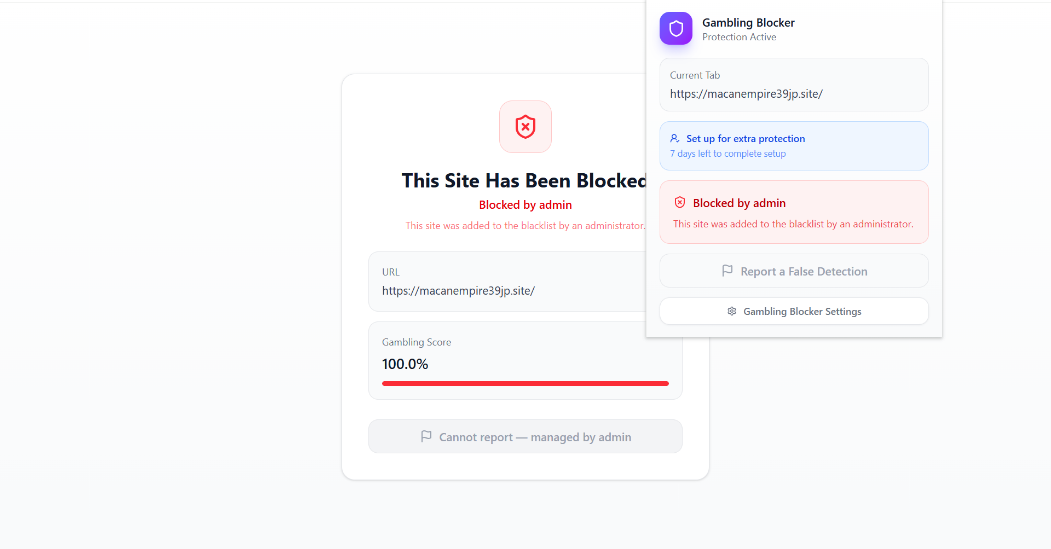 Gambling Blocker
Protection Active
Current Tab
https://macanempire39jp.site/
Set up for extra protection
7 days left to complete setup
Blocked by admin
This site was added to the blacklist by an administrator.
Report a False Detection
Gambling Blocker Settings
This Site Has Been Blocked
Blocked by admin
This site was added to the blacklist by an administrator.
URL
https://macanempire39jp.site/
Gambling Score
100.0%
Cannot report — managed by admin